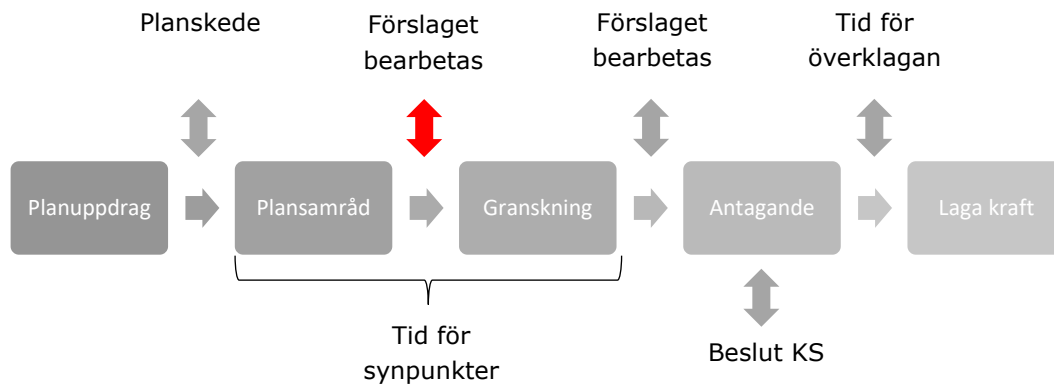 Planskede
Förslaget
bearbetas
Förslaget
bearbetas
Tid för
överklagan
Planuppdrag
Plansamråd
Granskning
Antagande
Laga kraft
Tid för
synpunkter
Beslut KS